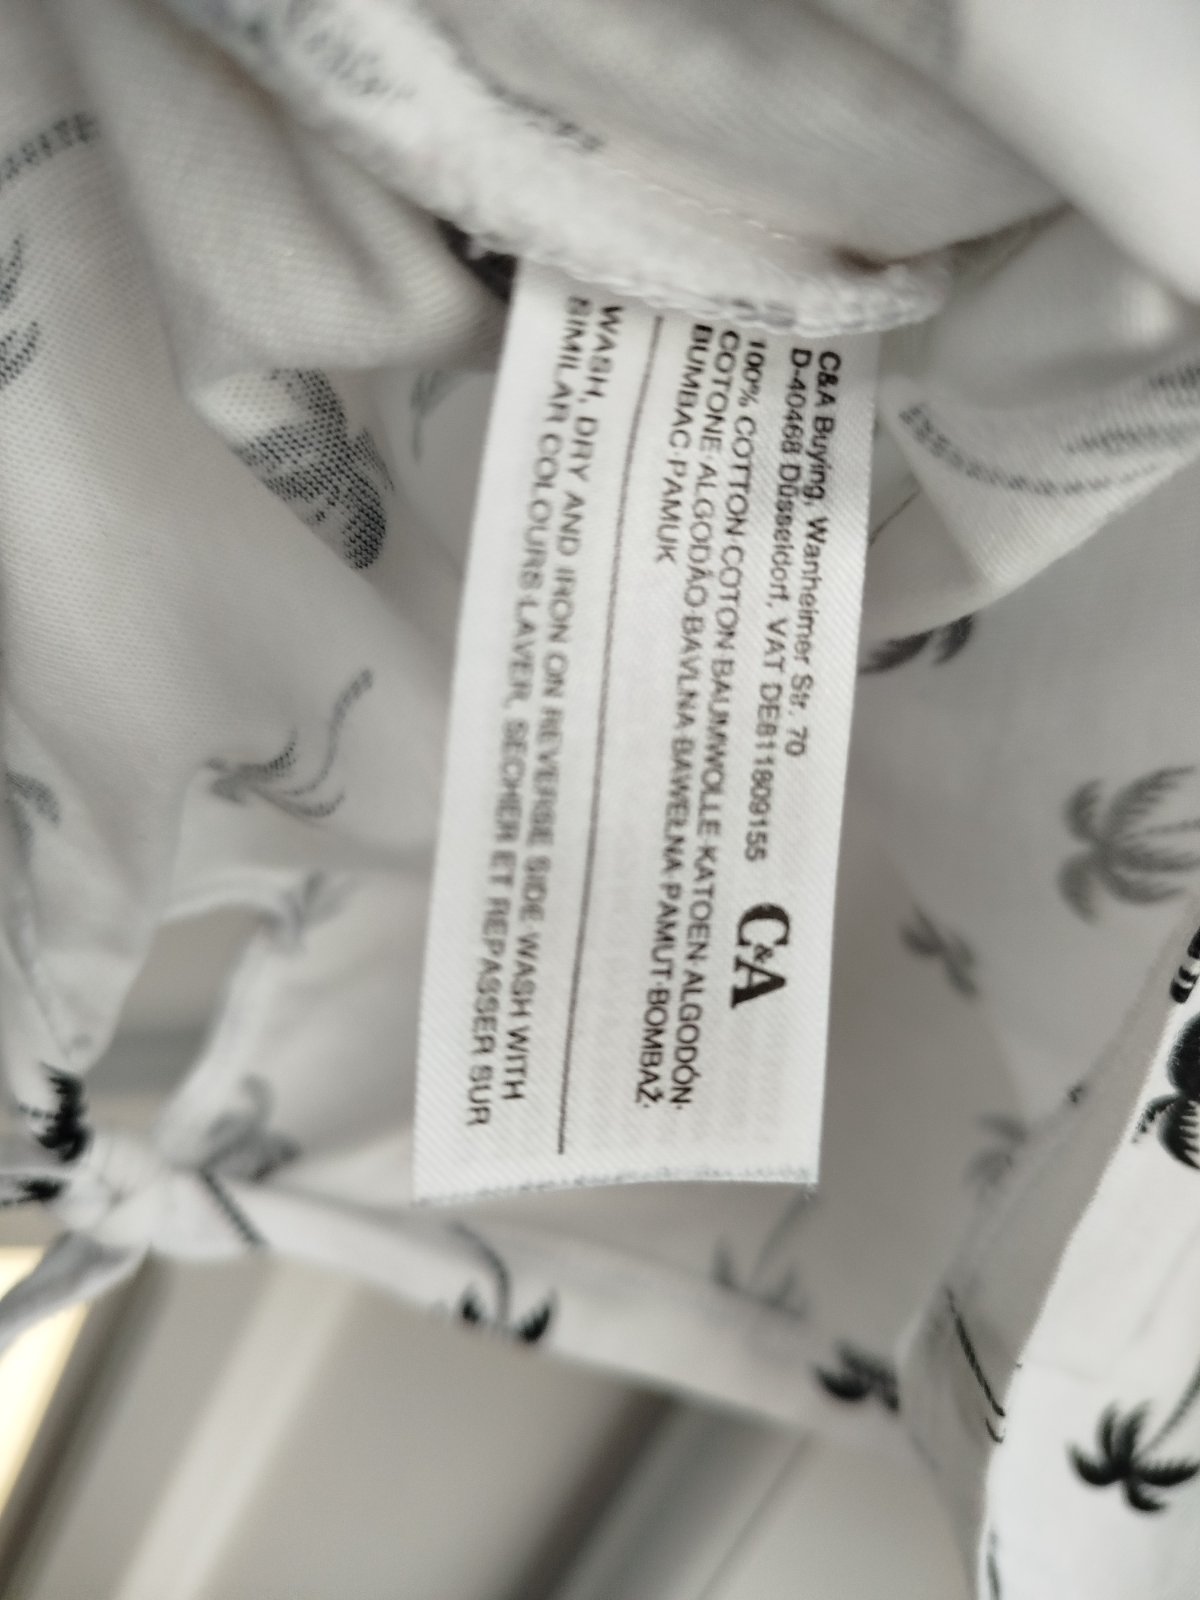 C&A Buying, Wanheimer Str. 70
D-40468 Düsseldorf, VAT DE811809155
C&A
100% COTTON·COTON·BAUMWOLLE·KATOEN·ALGODÓN·
COTONE·ALGODÃO·BAVLNA·BAWEŁNA·PAMUT·BOMBAŽ·
BUMBAC·PAMUK
WASH, DRY AND IRON ON REVERSE SIDE·WASH WITH
SIMILAR COLOURS·LAVER, SECHER ET REPASSER SUR